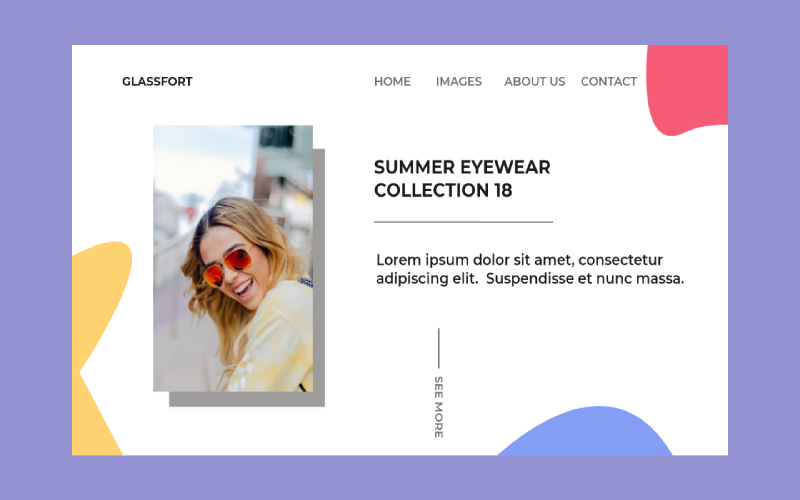 GLASSFORT
HOME IMAGES ABOUT US CONTACT
SUMMER EYEWEAR
COLLECTION 18
Lorem ipsum dolor sit amet, consectetur
adipiscing elit.  Suspendisse et nunc massa.
SEE MORE